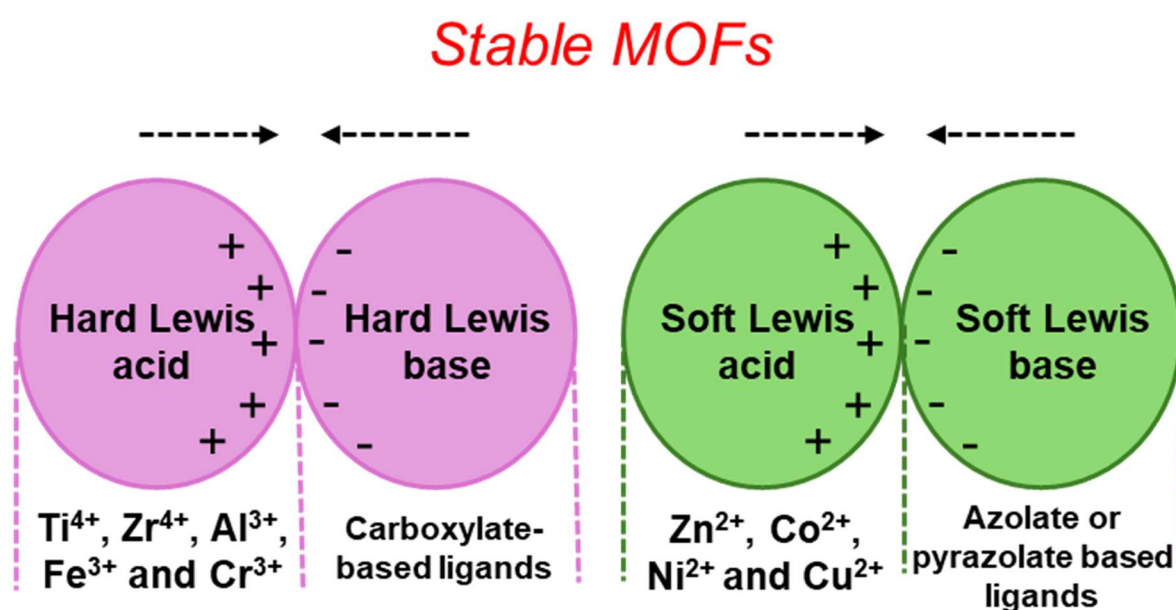 Stable MOFs
Hard Lewis
acid
Hard Lewis
base
Soft Lewis
acid
Soft Lewis
base
+
+
+
+
+
-
-
-
-
-
+
+
+
+
+
-
-
-
-
-
Ti⁴⁺, Zr⁴⁺, Al³⁺,
Fe³⁺ and Cr³⁺
Carboxylate-
based ligands
Zn²⁺, Co²⁺,
Ni²⁺ and Cu²⁺
Azolate or
pyrazolate based
ligands